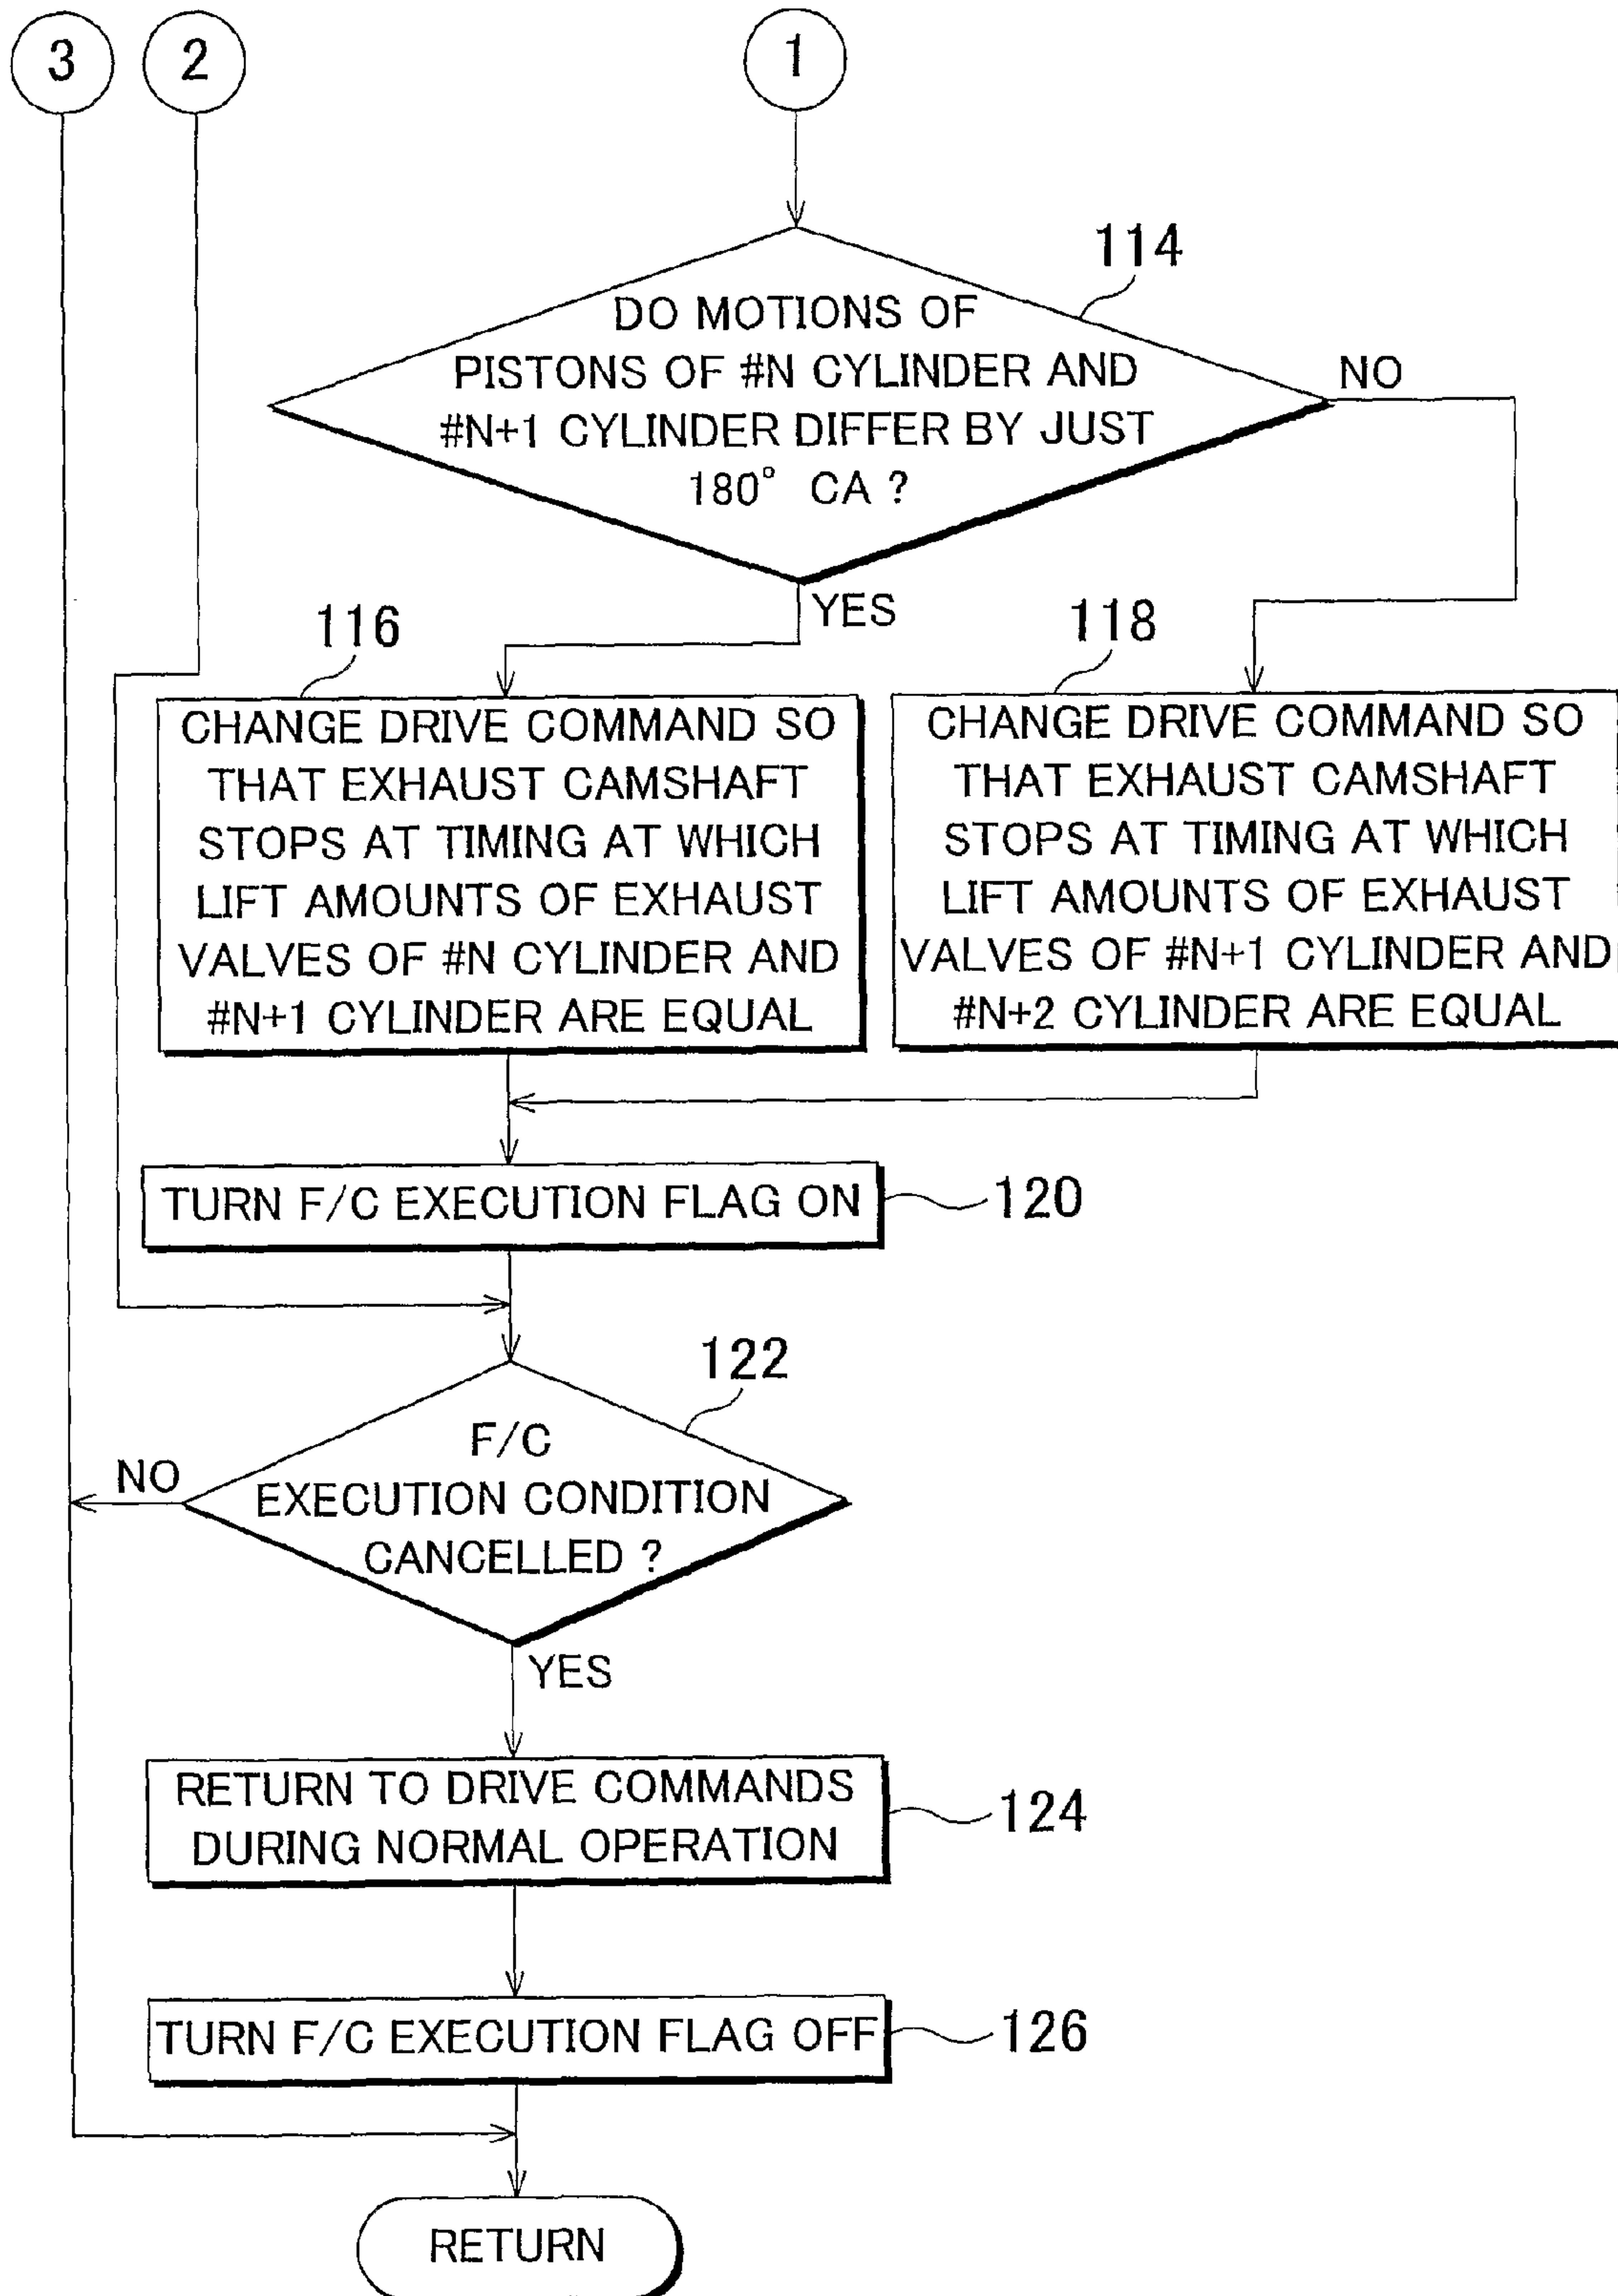 3
2
1
114
DO MOTIONS OF
PISTONS OF #N CYLINDER AND
#N+1 CYLINDER DIFFER BY JUST
180° CA ?
NO
YES
116
118
CHANGE DRIVE COMMAND SO
THAT EXHAUST CAMSHAFT
STOPS AT TIMING AT WHICH
LIFT AMOUNTS OF EXHAUST
VALVES OF #N CYLINDER AND
#N+1 CYLINDER ARE EQUAL
CHANGE DRIVE COMMAND SO
THAT EXHAUST CAMSHAFT
STOPS AT TIMING AT WHICH
LIFT AMOUNTS OF EXHAUST
VALVES OF #N+1 CYLINDER AND
#N+2 CYLINDER ARE EQUAL
TURN F/C EXECUTION FLAG ON
120
122
F/C
EXECUTION CONDITION
CANCELLED ?
NO
YES
RETURN TO DRIVE COMMANDS
DURING NORMAL OPERATION
124
TURN F/C EXECUTION FLAG OFF
126
RETURN